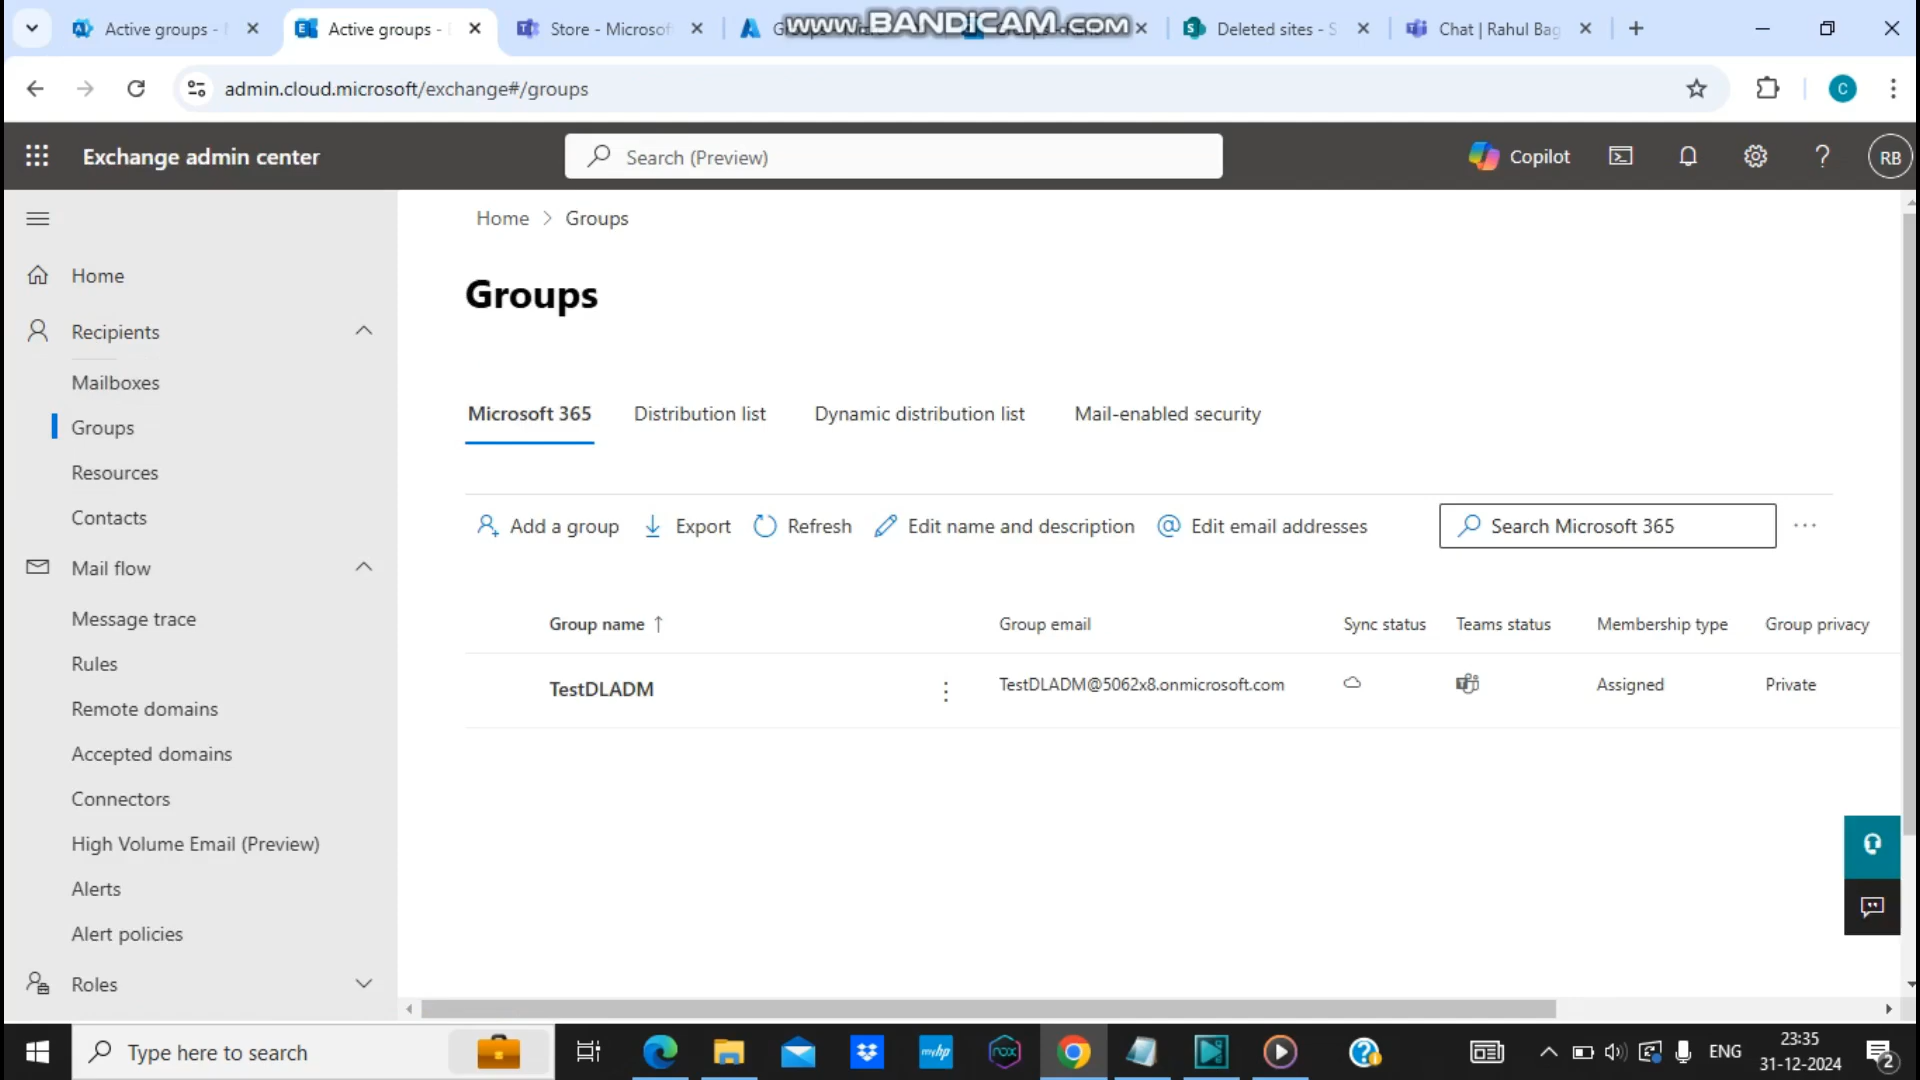 Active groups -
Active groups -
Store - Microsof
www.BANDICAM.com
Deleted sites - S
Chat | Rahul Bag
admin.cloud.microsoft/exchange#/groups
C
Exchange admin center
Search (Preview)
Copilot
RB
Home > Groups
Home
Recipients
Mailboxes
Groups
Resources
Contacts
Mail flow
Message trace
Rules
Remote domains
Accepted domains
Connectors
High Volume Email (Preview)
Alerts
Alert policies
Roles
Groups
Microsoft 365
Distribution list
Dynamic distribution list
Mail-enabled security
Add a group
Export
Refresh
Edit name and description
Edit email addresses
Search Microsoft 365
Group name ↑
Group email
Sync status
Teams status
Membership type
Group privacy
TestDLADM
TestDLADM@5062x8.onmicrosoft.com
Assigned
Private
Type here to search
myhp
nox
ENG
23:35
31-12-2024
2